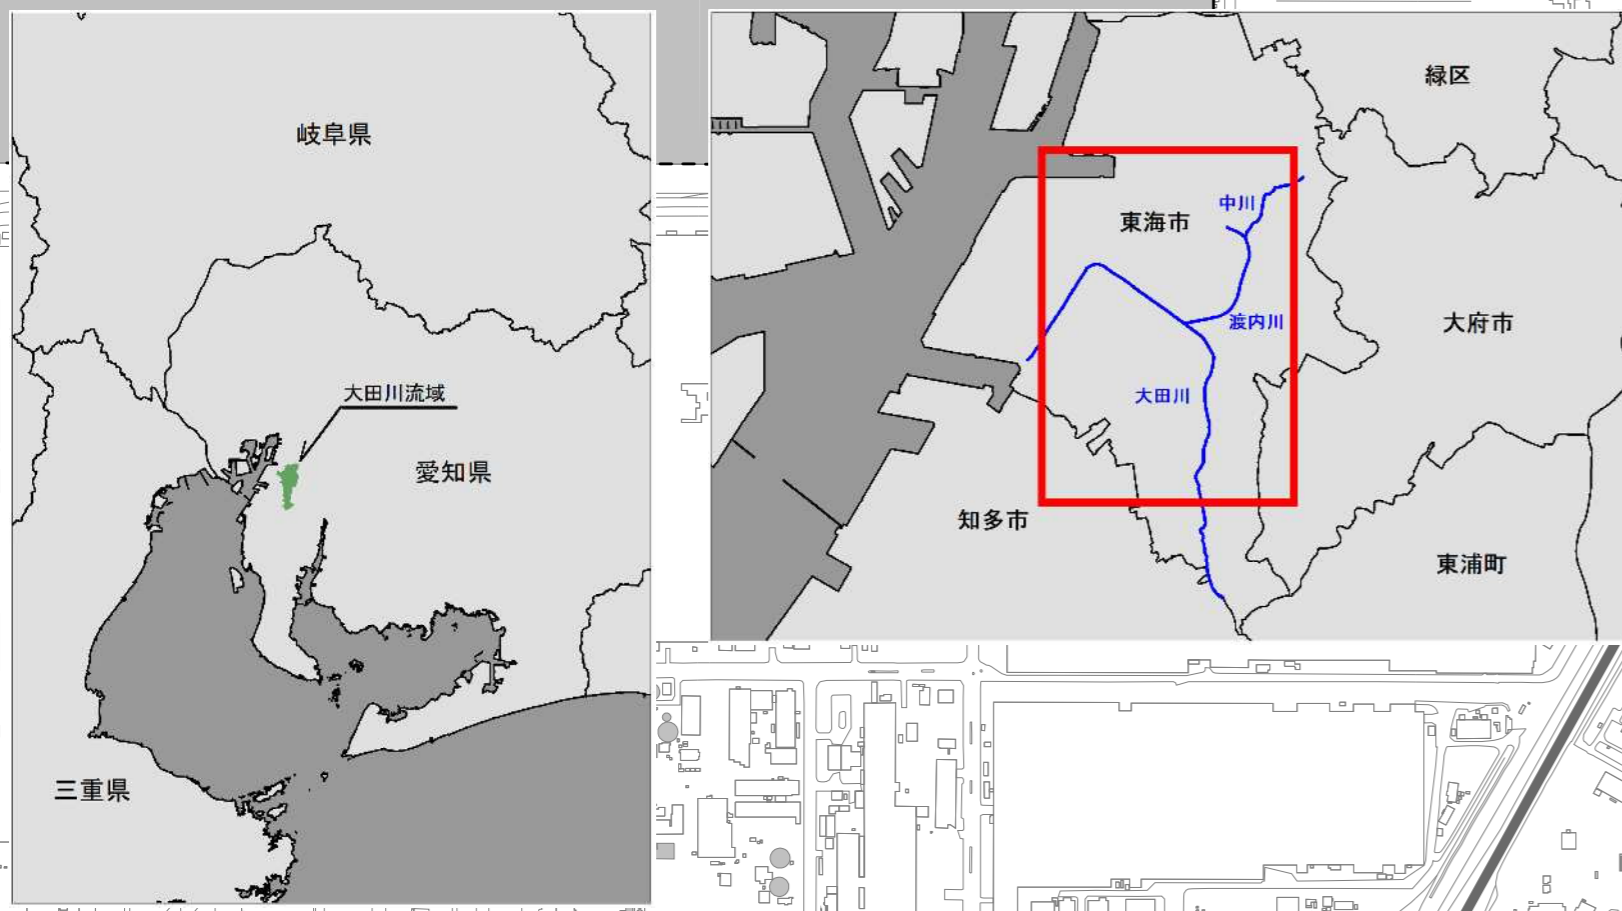 岐阜県
大田川流域
愛知県
三重県
緑区
中川
東海市
渡内川
大府市
大田川
知多市
東浦町